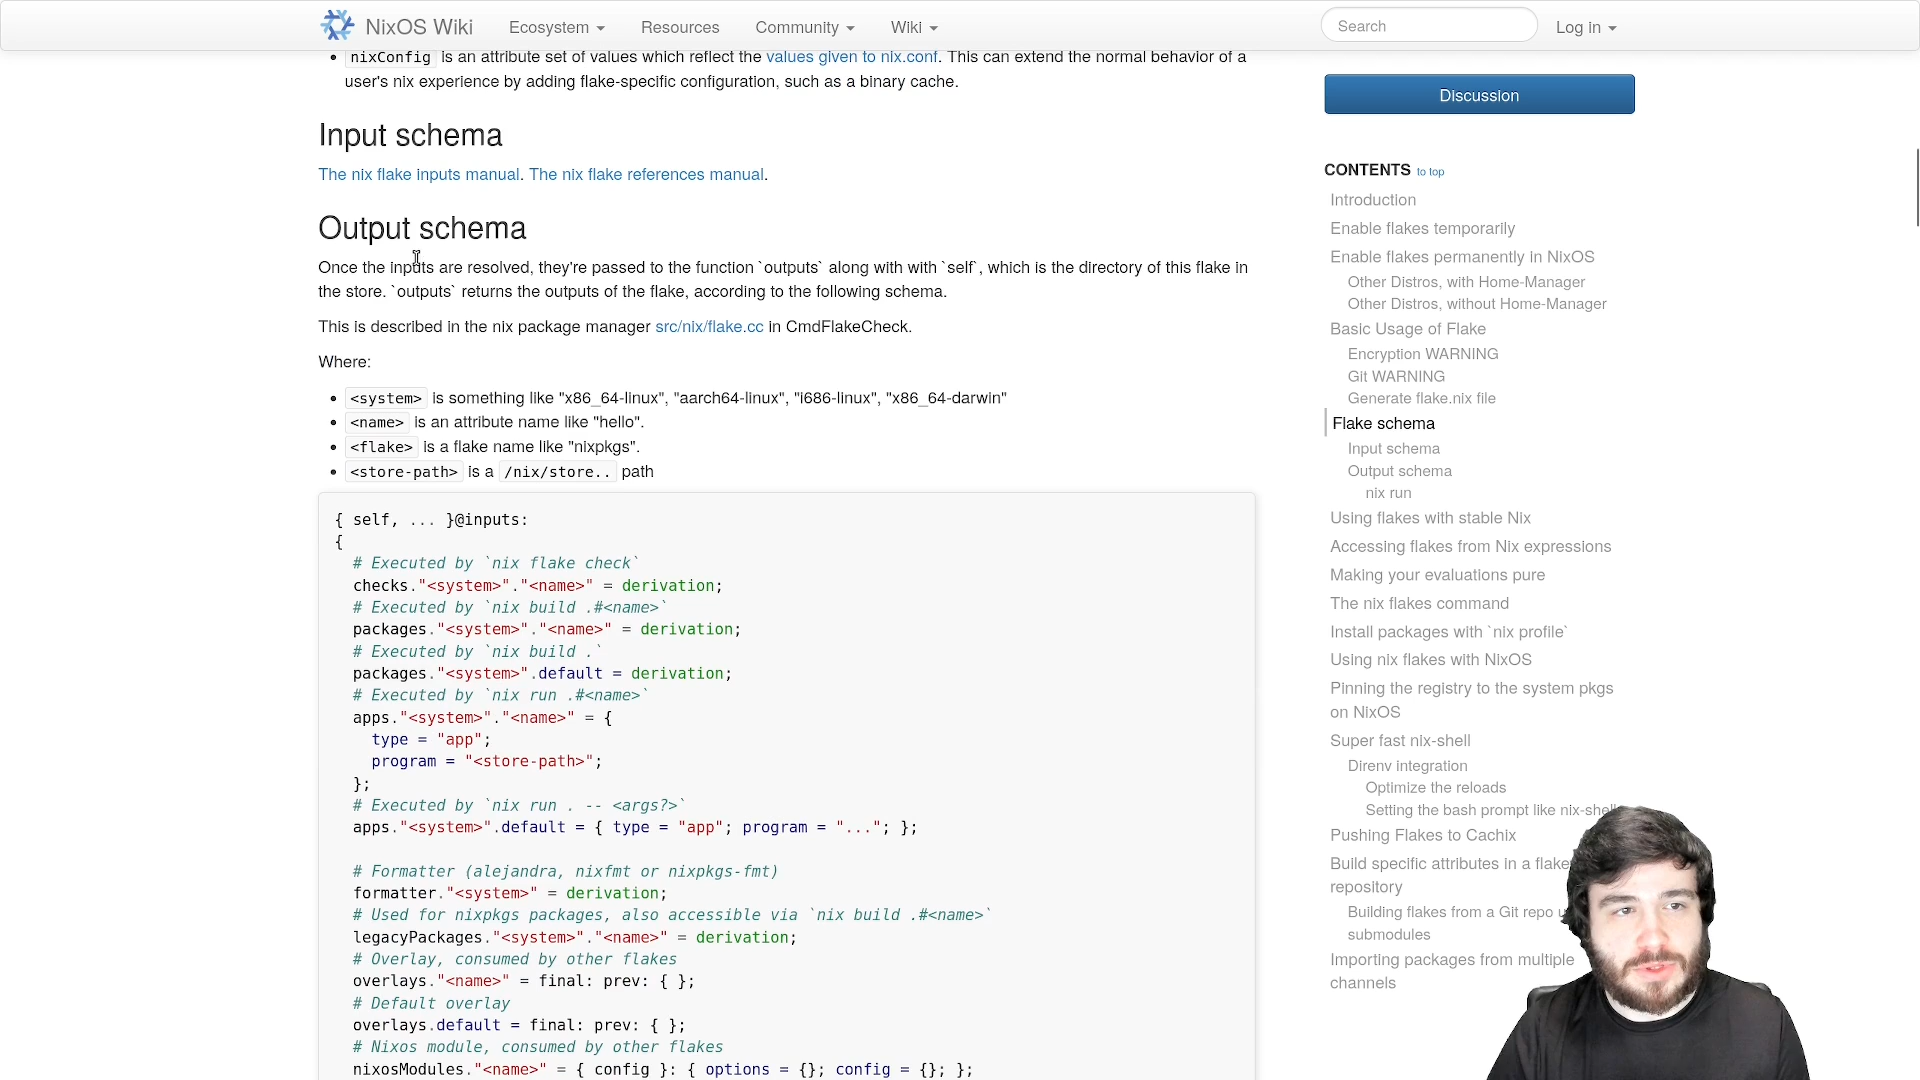 NixOS Wiki Ecosystem Resources Community Wiki Search Log in
nixConfig is an attribute set of values which reflect the values given to nix.conf. This can extend the normal behavior of a
user's nix experience by adding flake-specific configuration, such as a binary cache.
Input schema
The nix flake inputs manual. The nix flake references manual.
Output schema
Once the inputs are resolved, they're passed to the function `outputs` along with with `self`, which is the directory of this flake in
the store. `outputs` returns the outputs of the flake, according to the following schema.
This is described in the nix package manager src/nix/flake.cc in CmdFlakeCheck.
Where:
<system> is something like "x86_64-linux", "aarch64-linux", "i686-linux", "x86_64-darwin"
<name> is an attribute name like "hello".
<flake> is a flake name like "nixpkgs".
<store-path> is a /nix/store.. path
{ self, ... }@inputs:
{
# Executed by `nix flake check`
checks."<system>"."<name>" = derivation;
# Executed by `nix build .#<name>`
packages."<system>"."<name>" = derivation;
# Executed by `nix build .`
packages."<system>".default = derivation;
# Executed by `nix run .#<name>`
apps."<system>"."<name>" = {
type = "app";
program = "<store-path>";
};
# Executed by `nix run . -- <args?>`
apps."<system>".default = { type = "app"; program = "..."; };
# Formatter (alejandra, nixfmt or nixpkgs-fmt)
formatter."<system>" = derivation;
# Used for nixpkgs packages, also accessible via `nix build .#<name>`
legacyPackages."<system>"."<name>" = derivation;
# Overlay, consumed by other flakes
overlays."<name>" = final: prev: { };
# Default overlay
overlays.default = final: prev: { };
# Nixos module, consumed by other flakes
nixosModules."<name>" = { config }: { options = {}; config = {}; };
Discussion
CONTENTS to top
Introduction
Enable flakes temporarily
Enable flakes permanently in NixOS
Other Distros, with Home-Manager
Other Distros, without Home-Manager
Basic Usage of Flake
Encryption WARNING
Git WARNING
Generate flake.nix file
Flake schema
Input schema
Output schema
nix run
Using flakes with stable Nix
Accessing flakes from Nix expressions
Making your evaluations pure
The nix flakes command
Install packages with `nix profile`
Using nix flakes with NixOS
Pinning the registry to the system pkgs
on NixOS
Super fast nix-shell
Direnv integration
Optimize the reloads
Setting the bash prompt like nix-shell
Pushing Flakes to Cachix
Build specific attributes in a flake
repository
Building flakes from a Git repo
submodules
Importing packages from multiple
channels